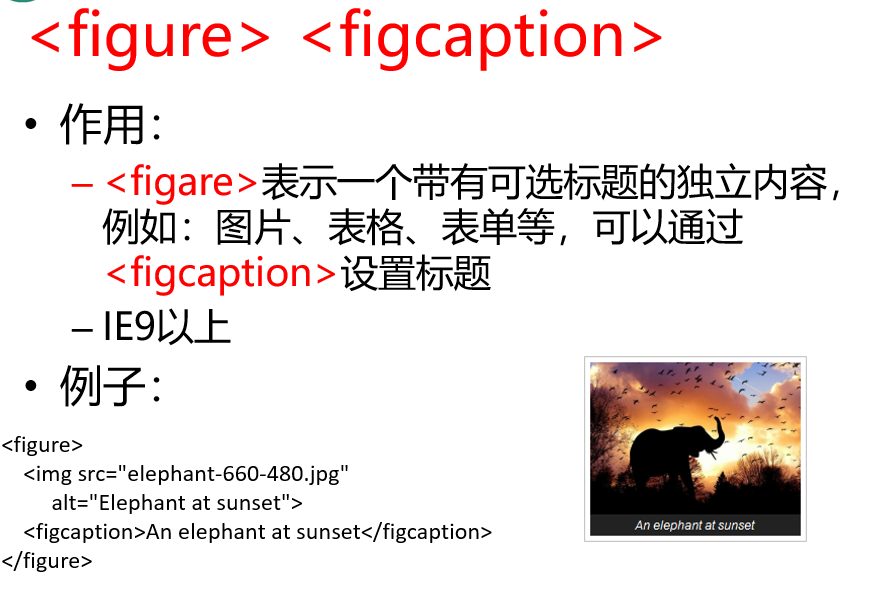 <figure> <figcaption>
• 作用：
– <figare>表示一个带有可选标题的独立内容，
例如：图片、表格、表单等，可以通过
<figcaption>设置标题
– IE9以上
• 例子：
<figure>
<img src="elephant-660-480.jpg"
alt="Elephant at sunset">
<figcaption>An elephant at sunset</figcaption>
</figure>
An elephant at sunset